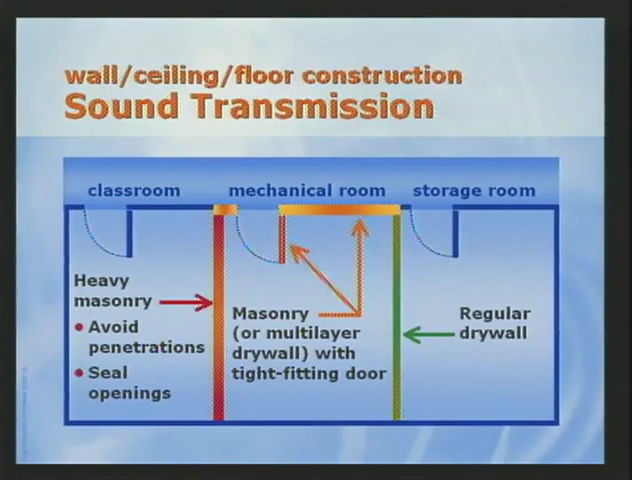 wall/ceiling/floor construction
Sound Transmission
classroom
mechanical room
storage room
Heavy
masonry
• Avoid
penetrations
• Seal
openings
Masonry
(or multilayer
drywall) with
tight-fitting door
Regular
drywall